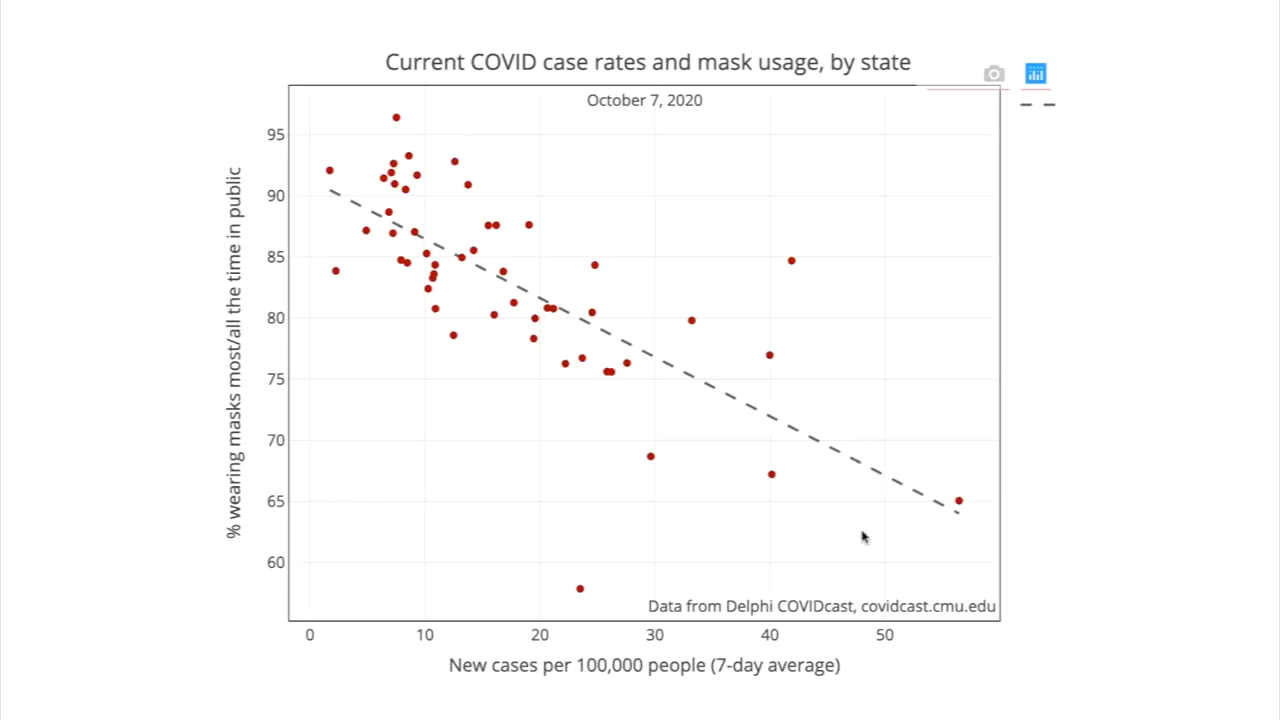 Current COVID case rates and mask usage, by state
October 7, 2020
% wearing masks most/all the time in public
95
90
85
80
75
70
65
60
Data from Delphi COVIDcast, covidcast.cmu.edu
0 10 20 30 40 50
New cases per 100,000 people (7-day average)